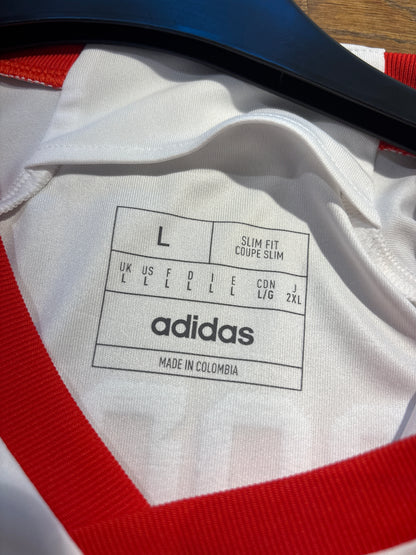 L
SLIM FIT
COUPE SLIM
UK US F D I E CDN J
L L L L L L L/G 2XL
adidas
MADE IN COLOMBIA